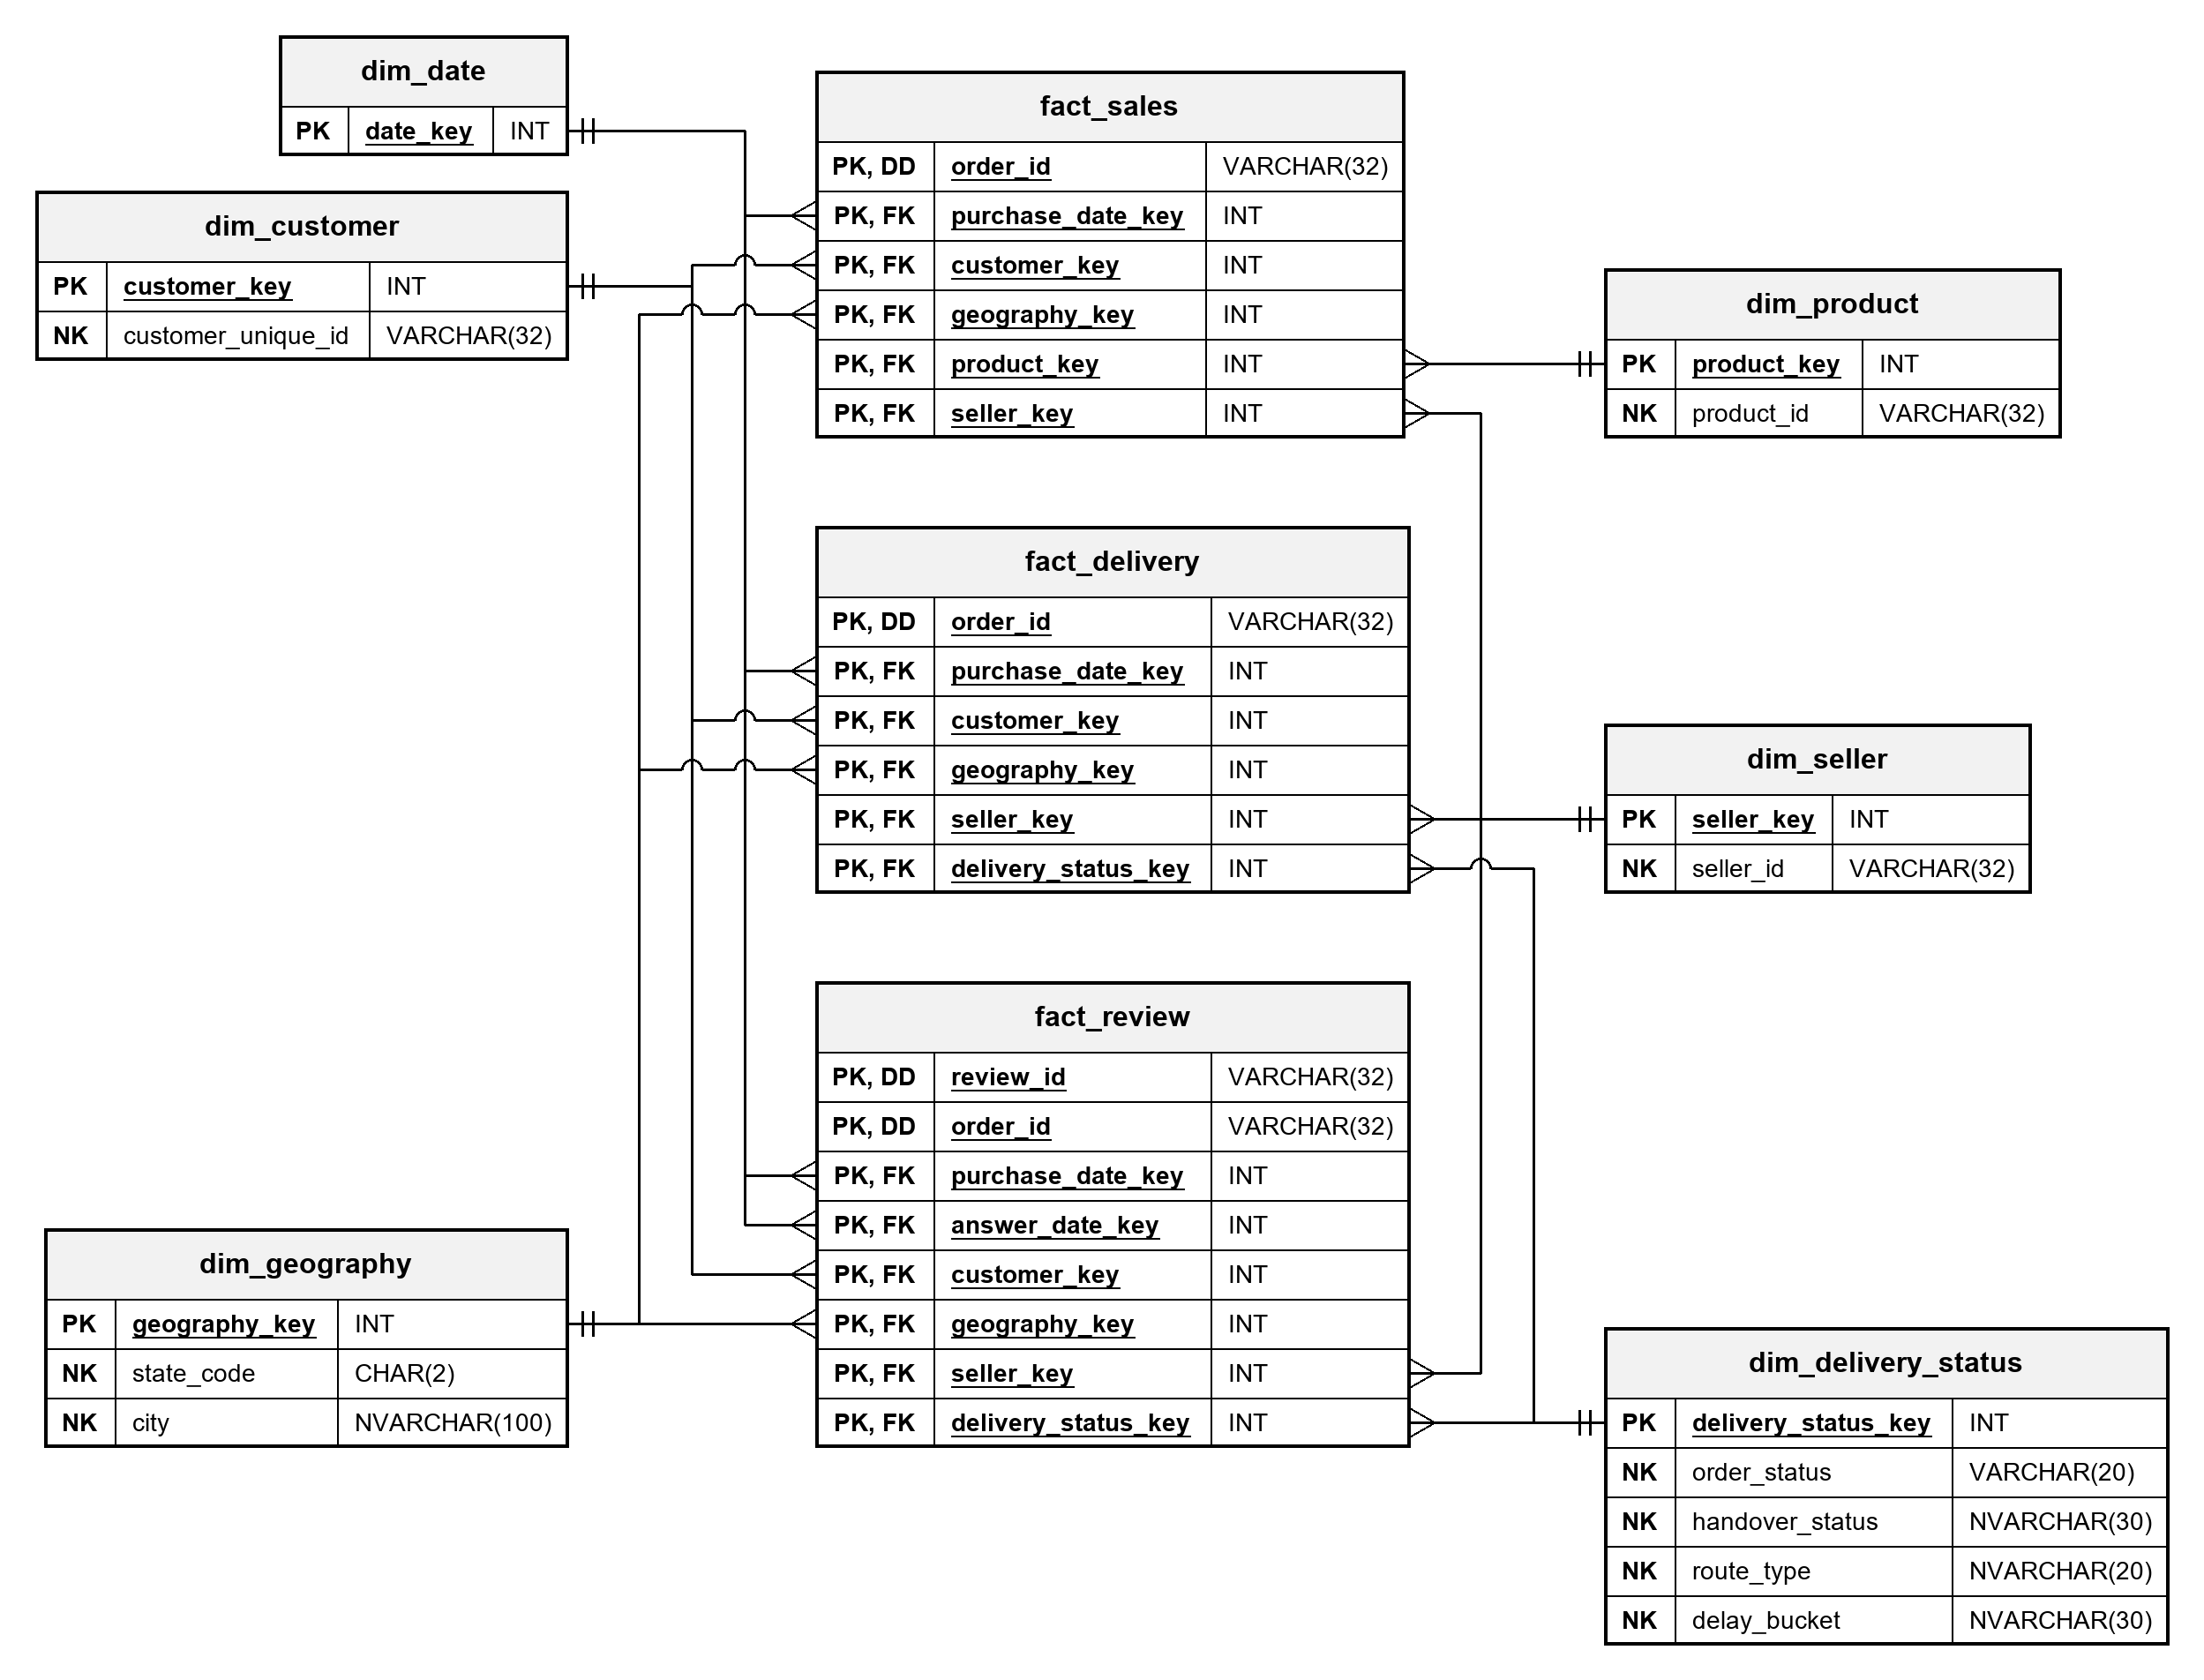 dim_date
PK date_key INT
dim_customer
PK customer_key INT
NK customer_unique_id VARCHAR(32)
fact_sales
PK, DD order_id VARCHAR(32)
PK, FK purchase_date_key INT
PK, FK customer_key INT
PK, FK geography_key INT
PK, FK product_key INT
PK, FK seller_key INT
dim_product
PK product_key INT
NK product_id VARCHAR(32)
fact_delivery
PK, DD order_id VARCHAR(32)
PK, FK purchase_date_key INT
PK, FK customer_key INT
PK, FK geography_key INT
PK, FK seller_key INT
PK, FK delivery_status_key INT
dim_seller
PK seller_key INT
NK seller_id VARCHAR(32)
fact_review
PK, DD review_id VARCHAR(32)
PK, DD order_id VARCHAR(32)
PK, FK purchase_date_key INT
PK, FK answer_date_key INT
PK, FK customer_key INT
PK, FK geography_key INT
PK, FK seller_key INT
PK, FK delivery_status_key INT
dim_geography
PK geography_key INT
NK state_code CHAR(2)
NK city NVARCHAR(100)
dim_delivery_status
PK delivery_status_key INT
NK order_status VARCHAR(20)
NK handover_status NVARCHAR(30)
NK route_type NVARCHAR(20)
NK delay_bucket NVARCHAR(30)